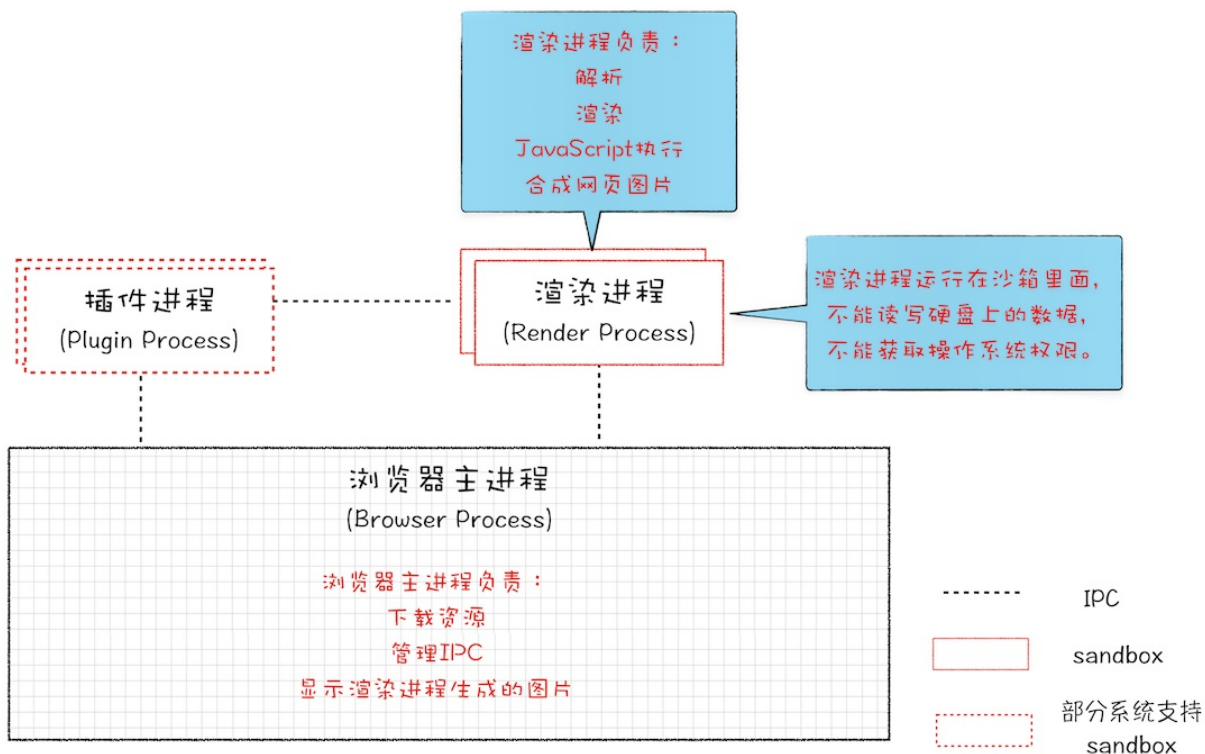 渲染进程负责：
解析
渲染
JavaScript执行
合成网页图片
插件进程
(Plugin Process)
渲染进程
(Render Process)
渲染进程运行在沙箱里面，
不能读写硬盘上的数据，
不能获取操作系统权限。
浏览器主进程
(Browser Process)
浏览器主进程负责：
下载资源
管理IPC
显示渲染进程生成的图片
IPC
sandbox
部分系统支持
sandbox